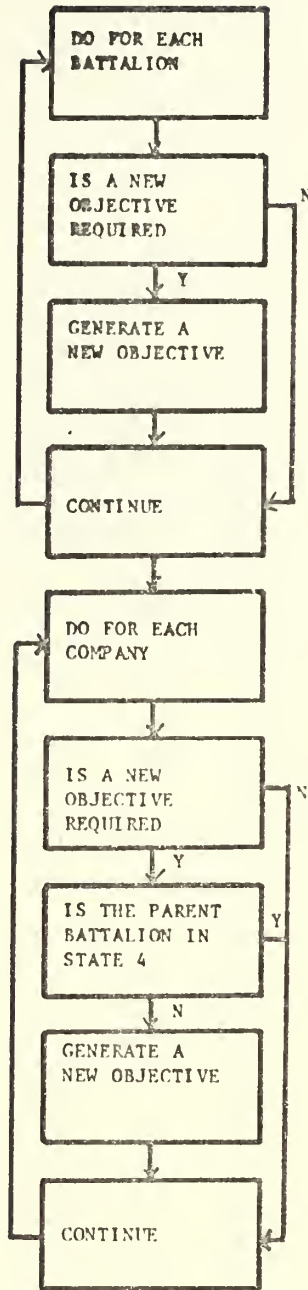 DO FOR EACH
BATTALION
IS A NEW
OBJECTIVE
REQUIRED
N
Y
GENERATE A
NEW OBJECTIVE
CONTINUE
DO FOR EACH
COMPANY
IS A NEW
OBJECTIVE
REQUIRED
N
Y
IS THE PARENT
BATTALION IN
STATE 4
Y
N
GENERATE A
NEW OBJECTIVE
CONTINUE